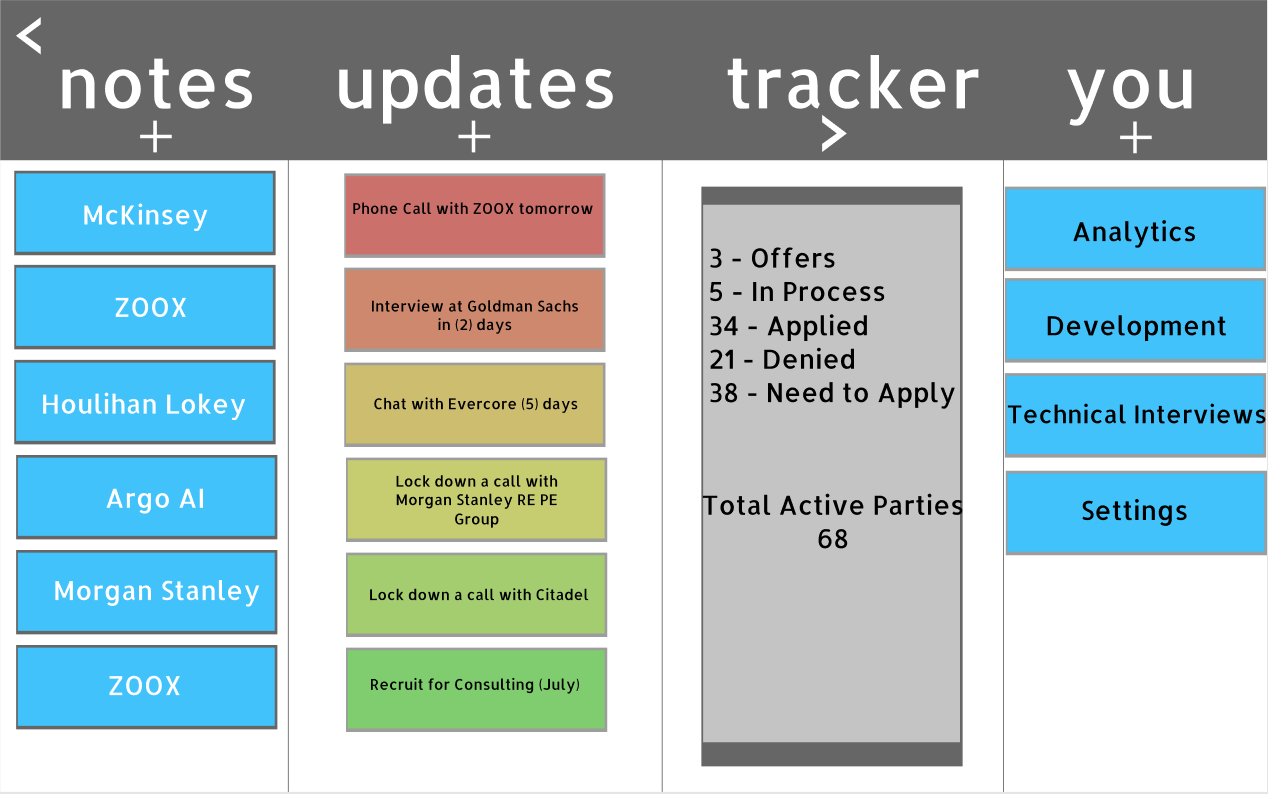 <
notes
+
updates
+
tracker
>
you
+
McKinsey
ZOOX
Houlihan Lokey
Argo AI
Morgan Stanley
ZOOX
Phone Call with ZOOX tomorrow
Interview at Goldman Sachs
in (2) days
Chat with Evercore (5) days
Lock down a call with
Morgan Stanley RE PE
Group
Lock down a call with Citadel
Recruit for Consulting (July)
3 - Offers
5 - In Process
34 - Applied
21 - Denied
38 - Need to Apply
Total Active Parties
68
Analytics
Development
Technical Interviews
Settings